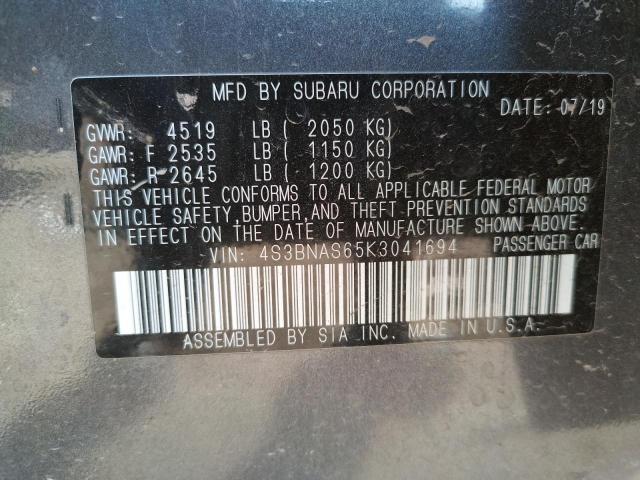 MFD BY SUBARU CORPORATION
DATE: 07/19
GVWR: 4519 LB ( 2050 KG)
GAWR: F 2535 LB ( 1150 KG)
GAWR: R 2645 LB ( 1200 KG)
THIS VEHICLE CONFORMS TO ALL APPLICABLE FEDERAL MOTOR
VEHICLE SAFETY, BUMPER, AND THEFT PREVENTION STANDARDS
IN EFFECT ON THE DATE OF MANUFACTURE SHOWN ABOVE.
VIN: 4S3BNAS65K3041694 PASSENGER CAR
ASSEMBLED BY SIA INC. MADE IN U.S.A.